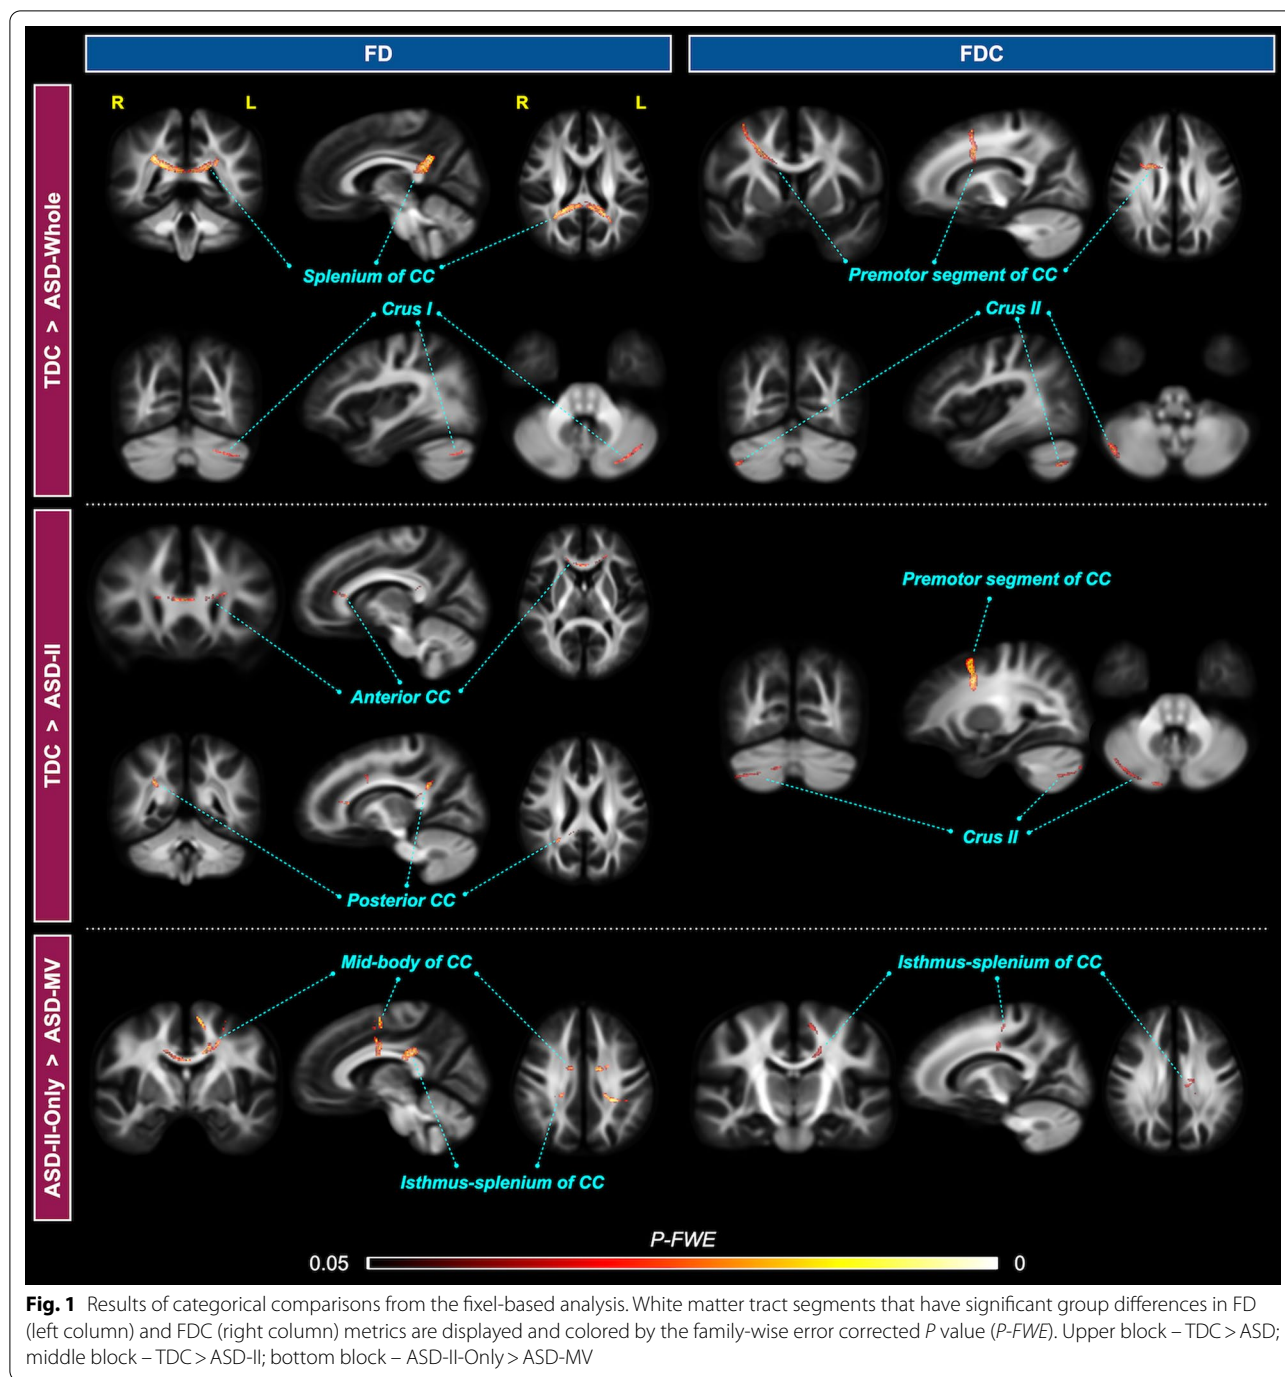 FD
FDC
TDC > ASD-Whole
R
L
R
L
Splenium of CC
Premotor segment of CC
Crus I
Crus II
TDC > ASD-II
Anterior CC
Premotor segment of CC
Crus II
Posterior CC
ASD-II-Only > ASD-MV
Mid-body of CC
Isthmus-splenium of CC
Isthmus-splenium of CC
P-FWE
0.05
0
Fig. 1 Results of categorical comparisons from the fixel-based analysis. White matter tract segments that have significant group differences in FD
(left column) and FDC (right column) metrics are displayed and colored by the family-wise error corrected P value (P-FWE). Upper block – TDC > ASD;
middle block – TDC > ASD-II; bottom block – ASD-II-Only > ASD-MV